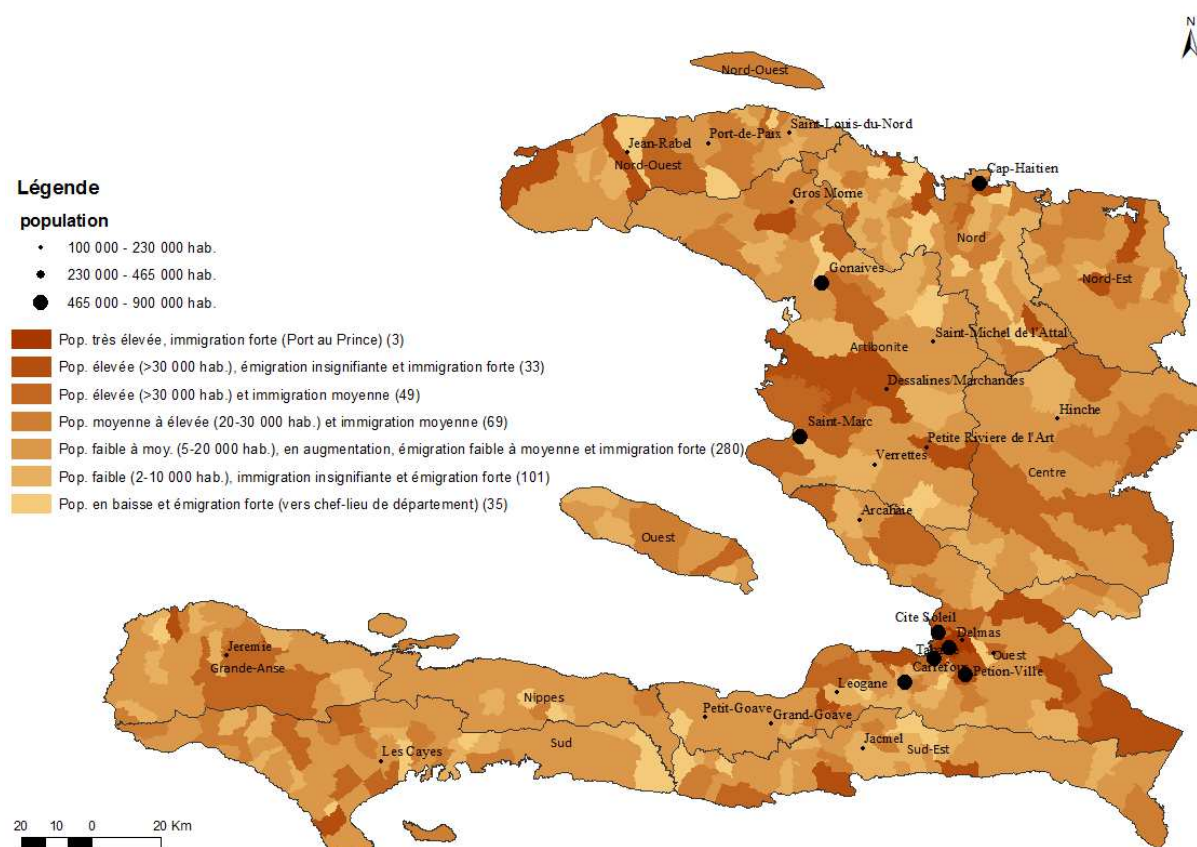 N
Nord-Ouest
Saint-Louis-du-Nord
Port-de-Paix
Jean-Rabel
Nord-Ouest
Cap-Haitien
Gros Morne
Nord
Gonaives
Nord-Est
Saint-Michel de l'Attal
Artibonite
Dessalines/Marchandes
Hinche
Saint-Marc
Petite Riviere de l'Art
Verrettes
Centre
Arcahaie
Ouest
Cite Soleil
Delmas
Ouest
Carrefour
Petion-Ville
Leogane
Jeremie
Grande-Anse
Nippes
Petit-Goave
Grand-Goave
Sud
Jacmel
Sud-Est
Les Cayes
Légende
population
100 000 - 230 000 hab.
230 000 - 465 000 hab.
465 000 - 900 000 hab.
Pop. très élevée, immigration forte (Port au Prince) (3)
Pop. élevée (>30 000 hab.), émigration insignifiante et immigration forte (33)
Pop. élevée (>30 000 hab.) et immigration moyenne (49)
Pop. moyenne à élevée (20-30 000 hab.) et immigration moyenne (69)
Pop. faible à moy. (5-20 000 hab.), en augmentation, émigration faible à moyenne et immigration forte (280)
Pop. faible (2-10 000 hab.), immigration insignifiante et émigration forte (101)
Pop. en baisse et émigration forte (vers chef-lieu de département) (35)
20 10 0 20 Km